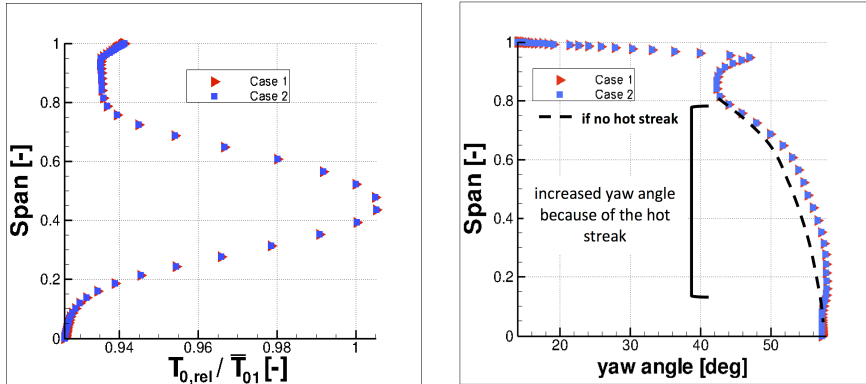 Span [-]
1
0.8
0.6
0.4
0.2
0
0.94
0.96
0.98
1
T0,rel / T̅01 [-]
Case 1
Case 2
Span [-]
1
0.8
0.6
0.4
0.2
0
20
30
40
50
yaw angle [deg]
Case 1
Case 2
if no hot streak
increased yaw angle
because of the hot
streak